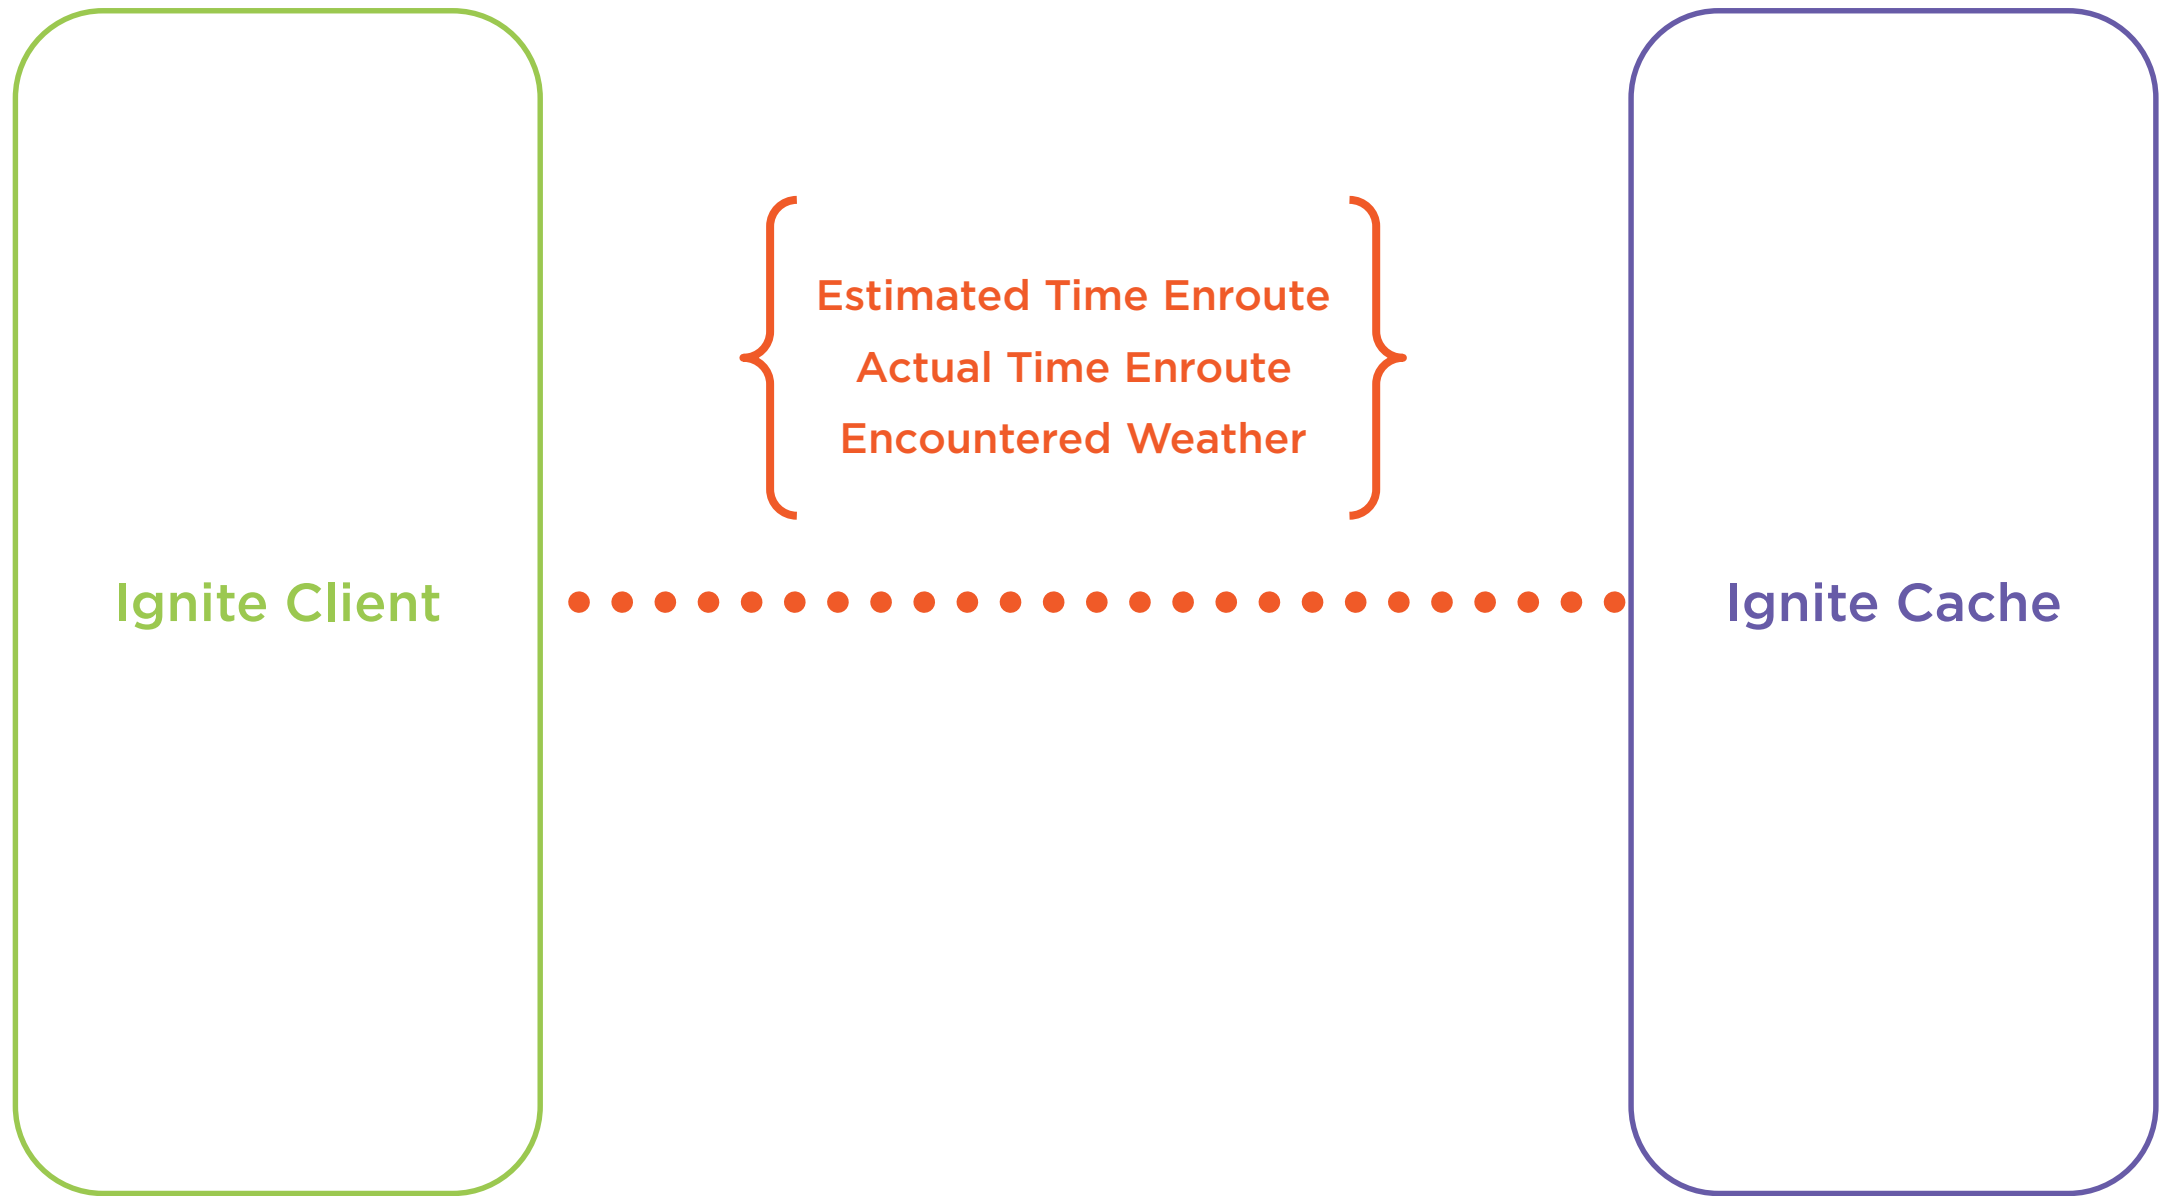 Estimated Time Enroute
Actual Time Enroute
Encountered Weather
Ignite Client
Ignite Cache